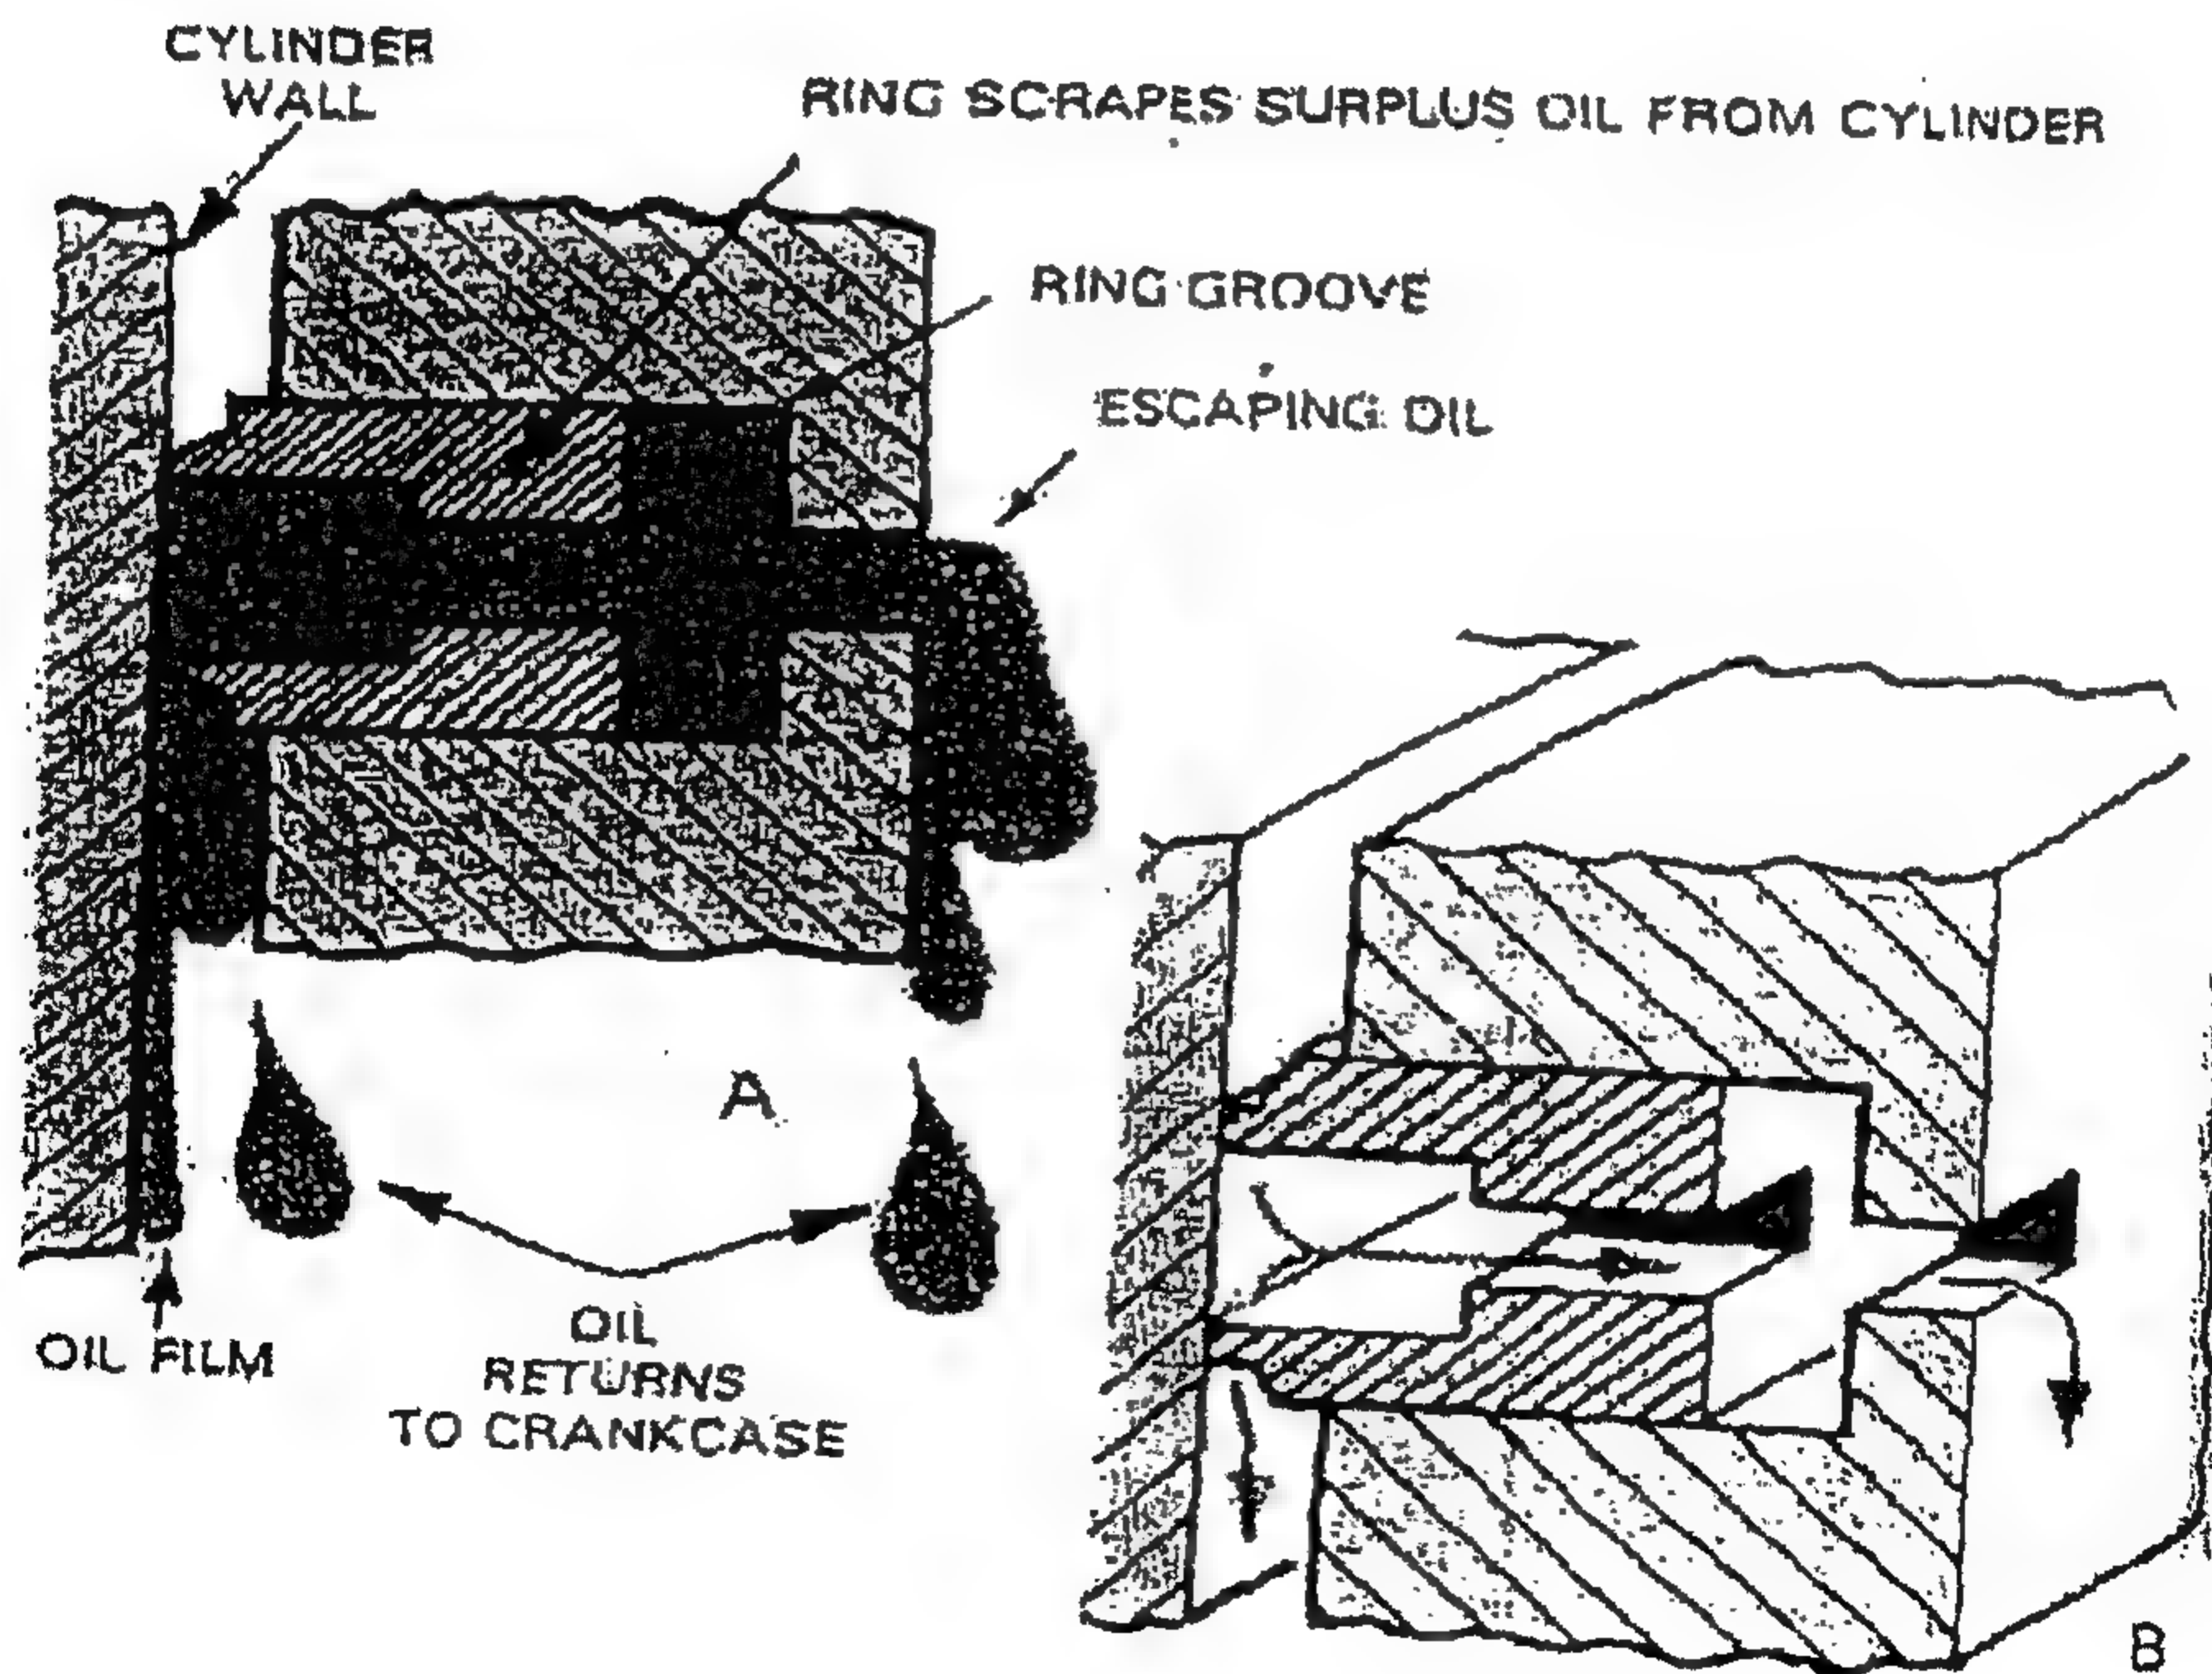 CYLINDER
WALL
RING SCRAPES SURPLUS OIL FROM CYLINDER
RING GROOVE
ESCAPING OIL
A
OIL FILM
OIL
RETURNS
TO CRANKCASE
B